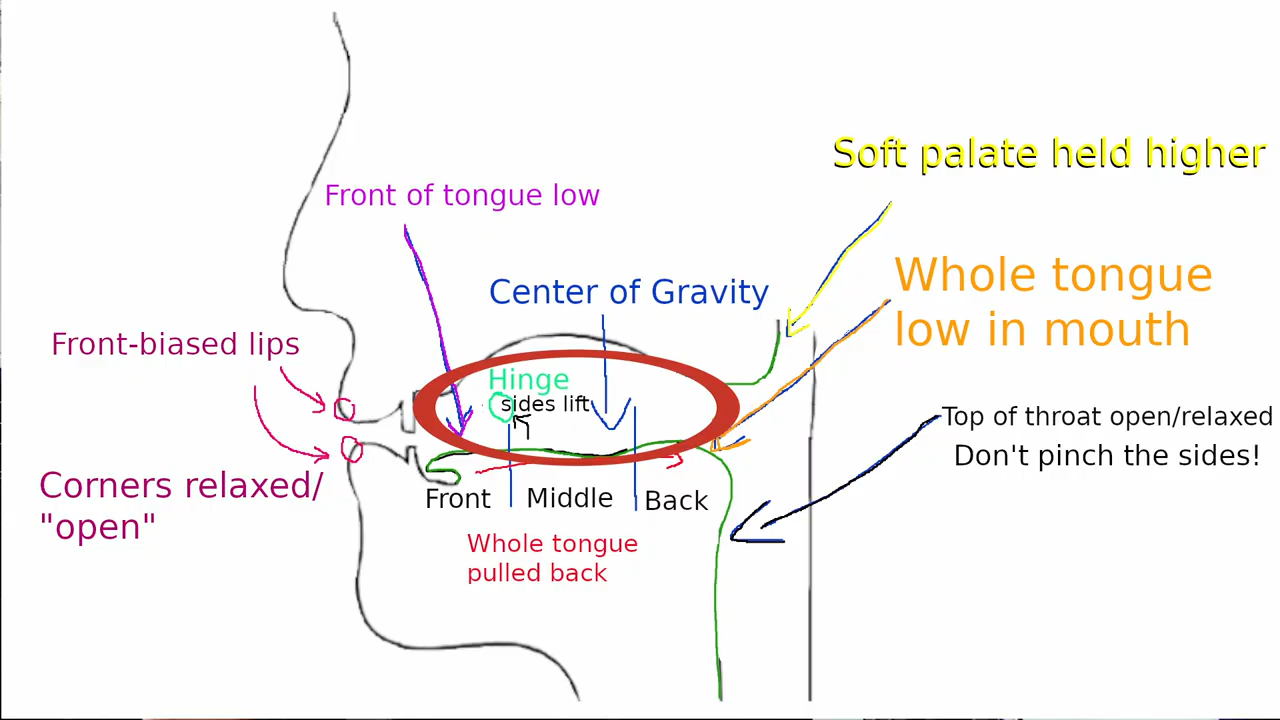 Soft palate held higher
Front of tongue low
Whole tongue
low in mouth
Center of Gravity
Front-biased lips
Hinge
sides lift
Top of throat open/relaxed
Don't pinch the sides!
Corners relaxed/
"open"
Front
Middle
Back
Whole tongue
pulled back